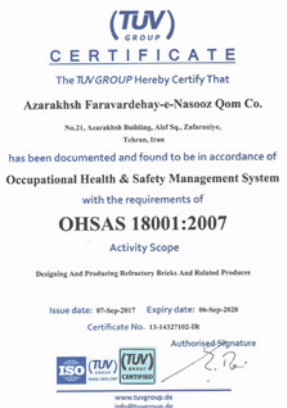 (TUV)
GROUP
CERTIFICATE
The TUV GROUP Hereby Certify That
Azarakhsh Faravardehay-e-Nasooz Qom Co.
No.21, Azarakhsh Building, Alef Sq., Zafaraniye,
Tehran, Iran
has been documented and found to be in accordance of
Occupational Health & Safety Management System
with the requirements of
OHSAS 18001:2007
Activity Scope
Designing And Producing Refractory Bricks And Related Produces
Issue date: 07-Sep-2017 Expiry date: 06-Sep-2020
Certificate No. 13-14327102-IR
Authorised Signature
ISO (TUV) (TUV)
CERTIFIED
www.tuvgroup.de
info@tuvgroup.de